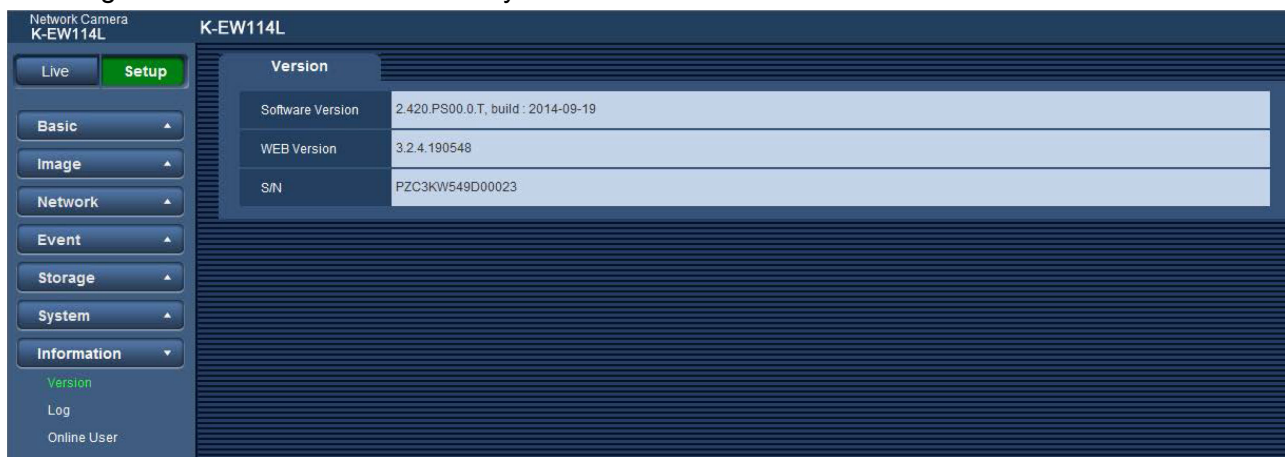 Network Camera
K-EW114L
K-EW114L
Live Setup
Version
Software Version 2.420.PS00.0.T, build : 2014-09-19
WEB Version 3.2.4.190548
S/N PZC3KW549D00023
Basic
Image
Network
Event
Storage
System
Information
Version
Log
Online User